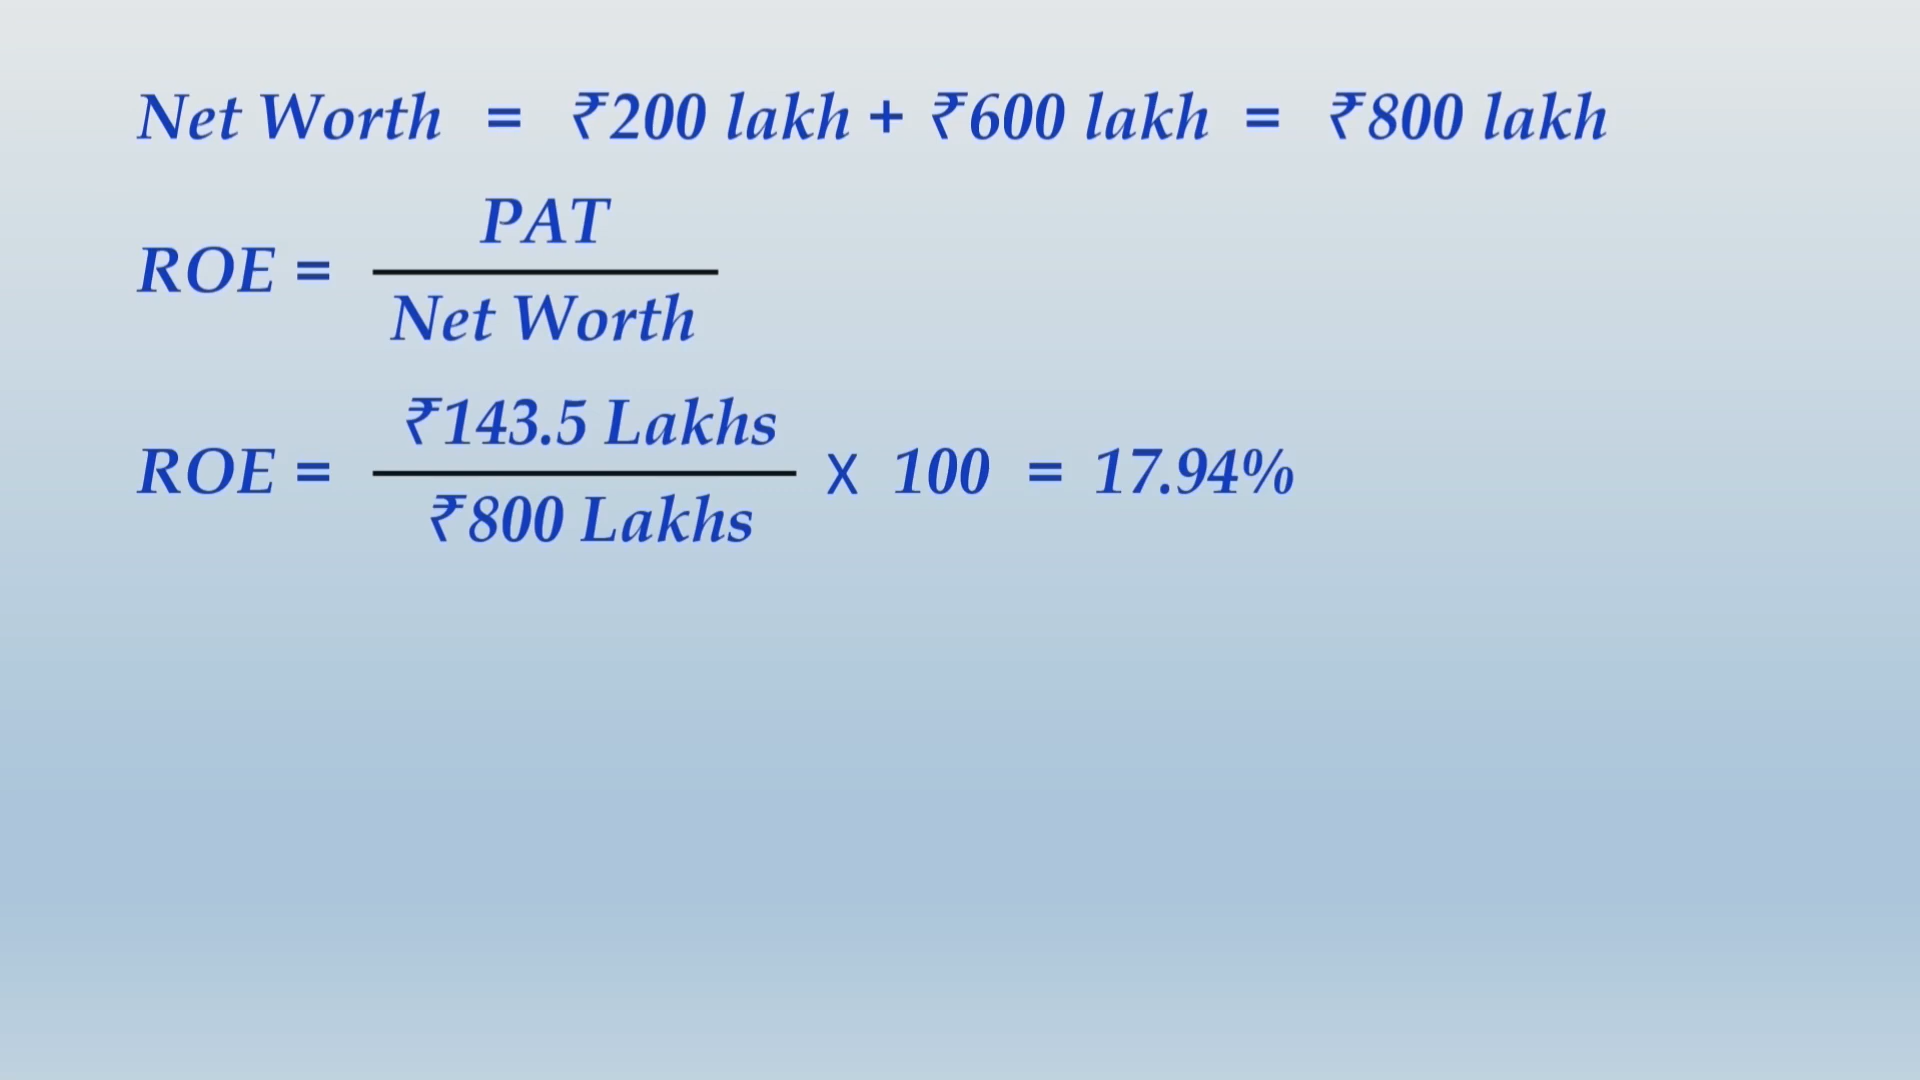 Net Worth = ₹200 lakh + ₹600 lakh = ₹800 lakh
PAT
ROE =
Net Worth
₹143.5 Lakhs
ROE = X 100 = 17.94%
₹800 Lakhs